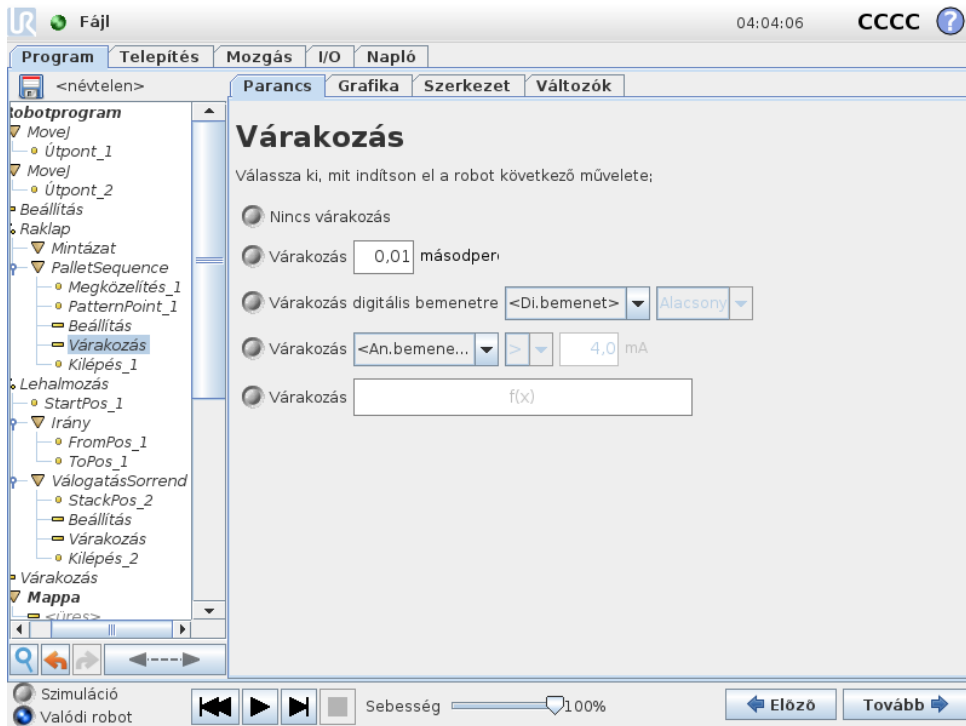 UR Fájl 04:04:06 CCCC ?
Program Telepítés Mozgás I/O Napló
<névtelen>
Parancs Grafika Szerkezet Változók
Robotprogram
MoveJ
Útpont_1
MoveJ
Útpont_2
Beállítás
Raklap
Mintázat
PalletSequence
Megközelítés_1
PatternPoint_1
Beállítás
Várakozás
Kilépés_1
Lehalmozás
StartPos_1
Irány
FromPos_1
ToPos_1
VálogatásSorrend
StackPos_2
Beállítás
Várakozás
Kilépés_2
Várakozás
Mappa
<üres>
Várakozás
Válassza ki, mit indítson el a robot következő művelete;
Nincs várakozás
Várakozás 0,01 másodper
Várakozás digitális bemenetre <Di.bemenet> Alacsony
Várakozás <An.bemene... > 4,0 mA
Várakozás f(x)
Szimuláció
Valódi robot
Sebesség 100%
Előző Tovább